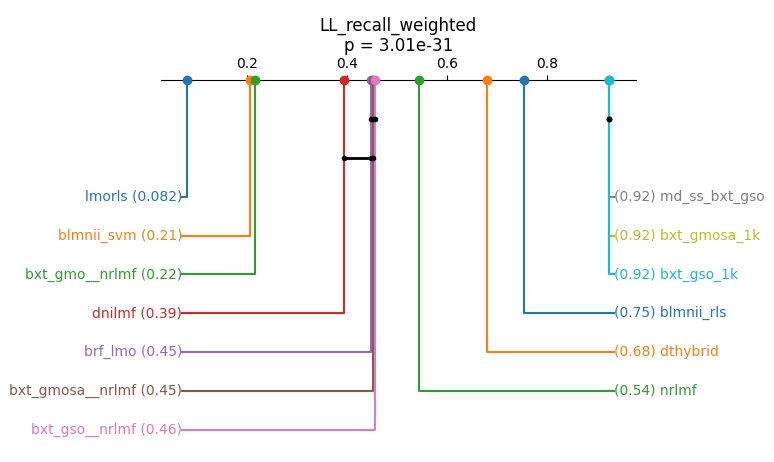 LL_recall_weighted
p = 3.01e-31
0.2 0.4 0.6 0.8
lmorls (0.082)
blmnii_svm (0.21)
bxt_gmo__nrlmf (0.22)
dnilmf (0.39)
brf_lmo (0.45)
bxt_gmosa__nrlmf (0.45)
bxt_gso__nrlmf (0.46)
(0.92) md_ss_bxt_gso
(0.92) bxt_gmosa_1k
(0.92) bxt_gso_1k
(0.75) blmnii_rls
(0.68) dthybrid
(0.54) nrlmf